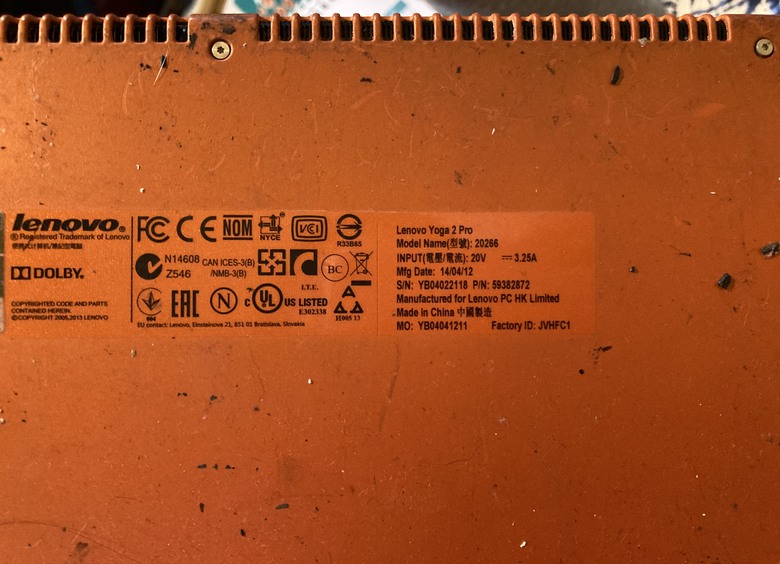 lenovo®
® Registered Trademark of Lenovo
DOLBY.
COPYRIGHTED CODE AND PARTS
CONTAINED HEREIN.
©COPYRIGHT 2005,2013 LENOVO
FC CE NOM NYCE VCI R33B65
N14608
Z546
CAN ICES-3(B)
/NMB-3(B)
I.T.E.
BC
EAC N c UL US LISTED
E302338
H005 13
EU contact: Lenovo, Einsteinova 21, 851 01 Bratislava, Slovakia
Lenovo Yoga 2 Pro
Model Name(型號): 20266
INPUT(電壓/電流): 20V ⎓ 3.25A
Mfg Date: 14/04/12
S/N: YB04022118 P/N: 59382872
Manufactured for Lenovo PC HK Limited
Made in China 中國製造
MO: YB04041211 Factory ID: JVHFC1